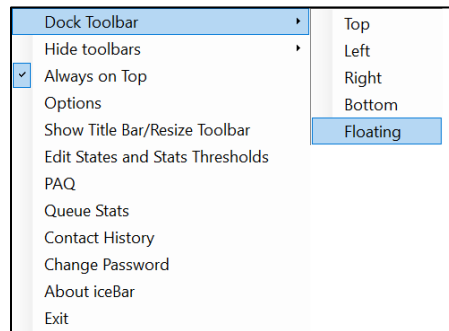 Dock Toolbar
Hide toolbars
Always on Top
Options
Show Title Bar/Resize Toolbar
Edit States and Stats Thresholds
PAQ
Queue Stats
Contact History
Change Password
About iceBar
Exit
Top
Left
Right
Bottom
Floating